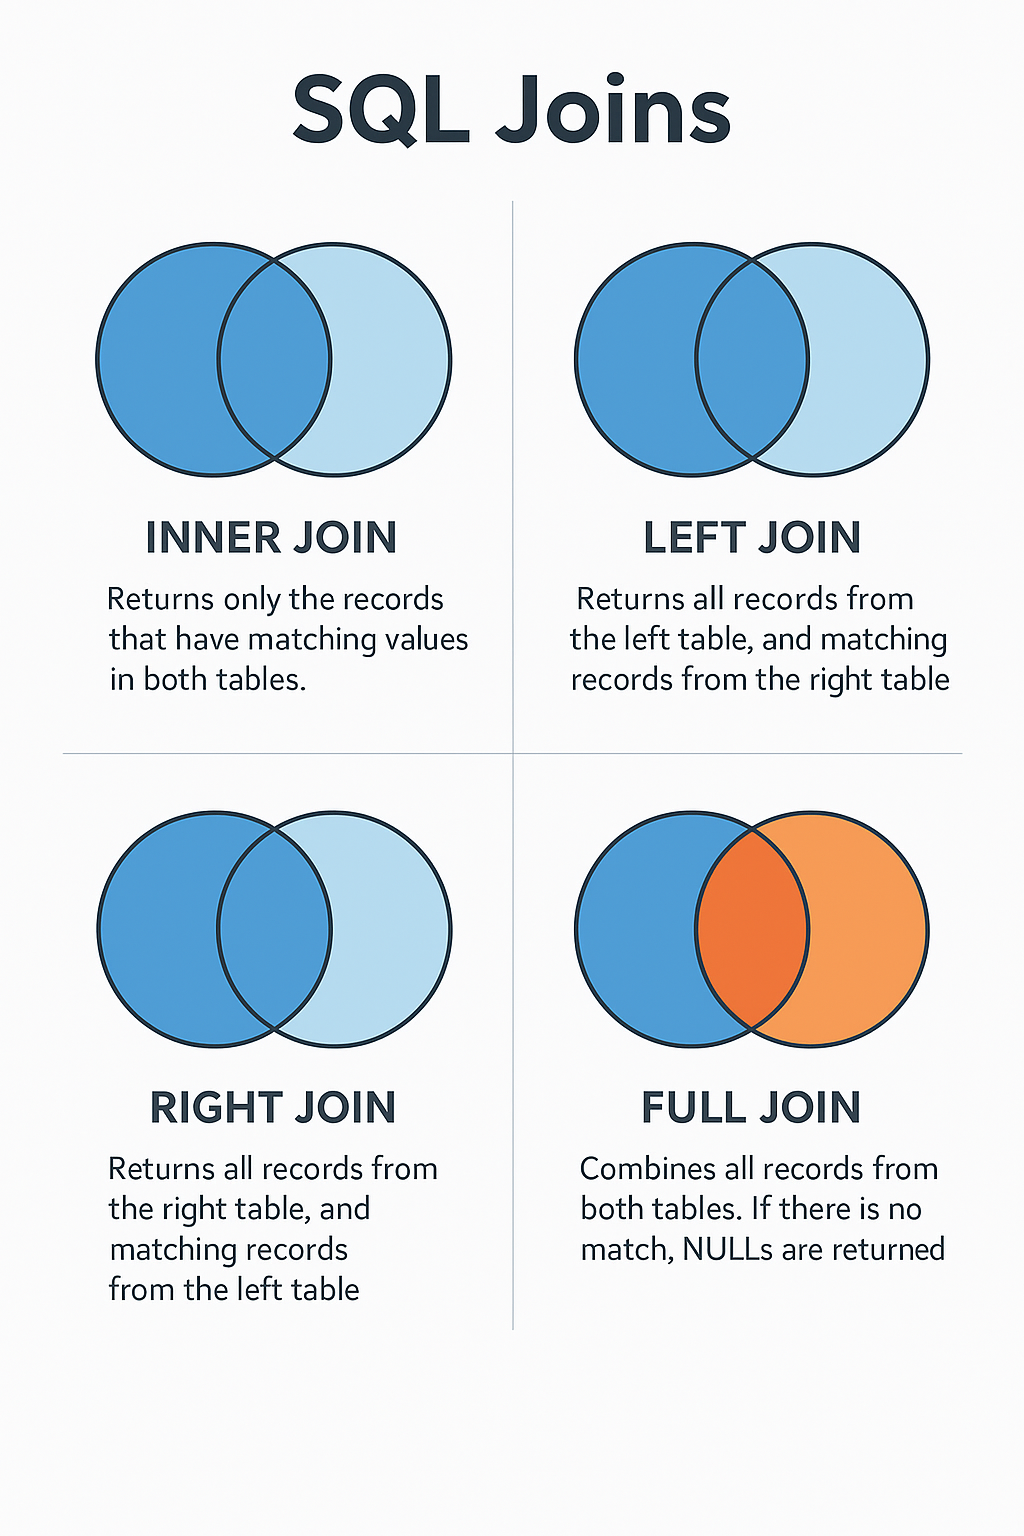 SQL Joins
INNER JOIN
Returns only the records
that have matching values
in both tables.
LEFT JOIN
Returns all records from
the left table, and matching
records from the right table
RIGHT JOIN
Returns all records from
the right table, and
matching records
from the left table
FULL JOIN
Combines all records from
both tables. If there is no
match, NULLs are returned